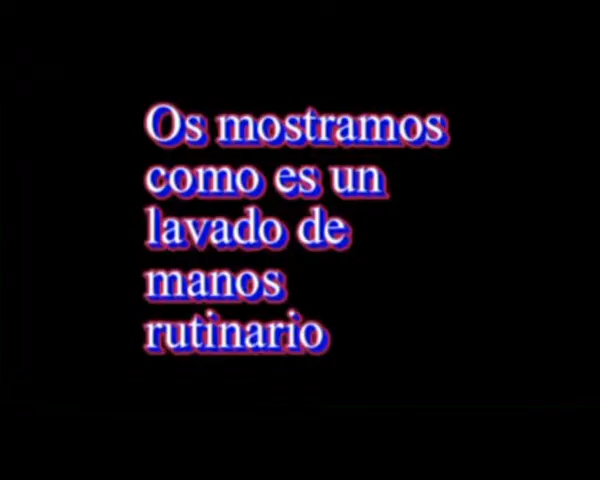 Os mostramos
como es un
lavado de
manos
rutinario